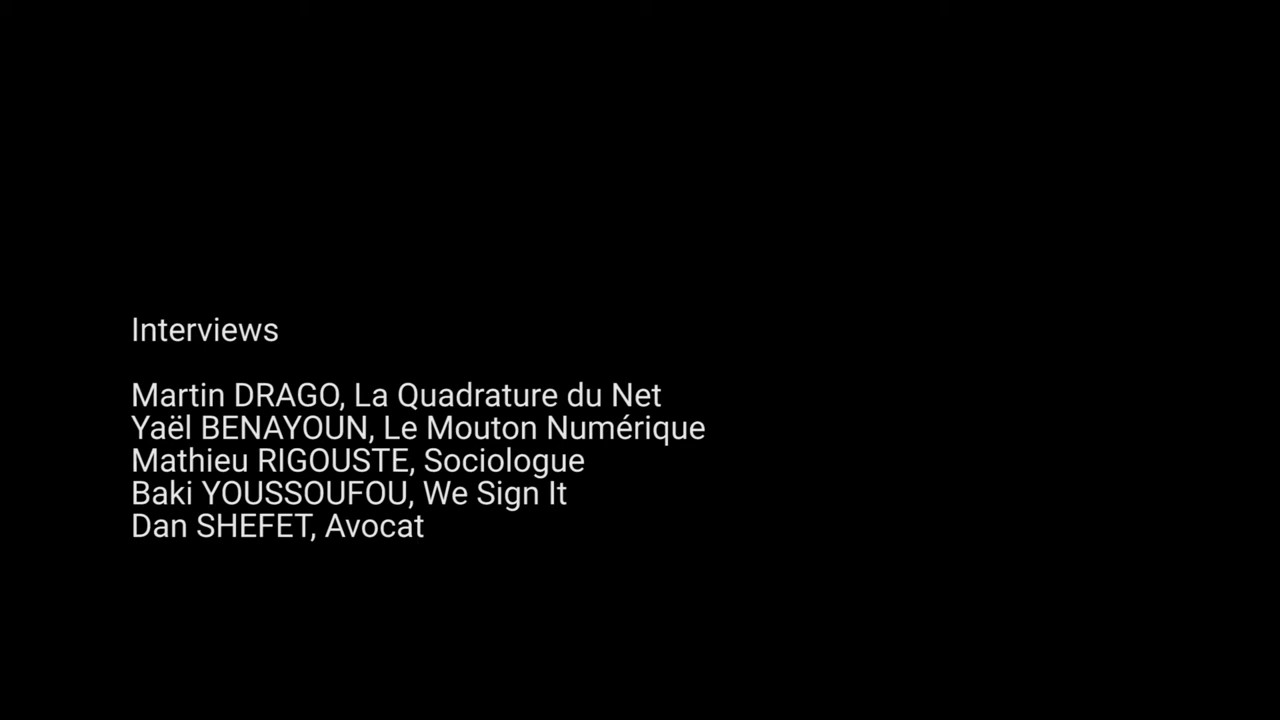 Interviews
Martin DRAGO, La Quadrature du Net
Yaël BENAYOUN, Le Mouton Numérique
Mathieu RIGOUSTE, Sociologue
Baki YOUSSOUFOU, We Sign It
Dan SHEFET, Avocat